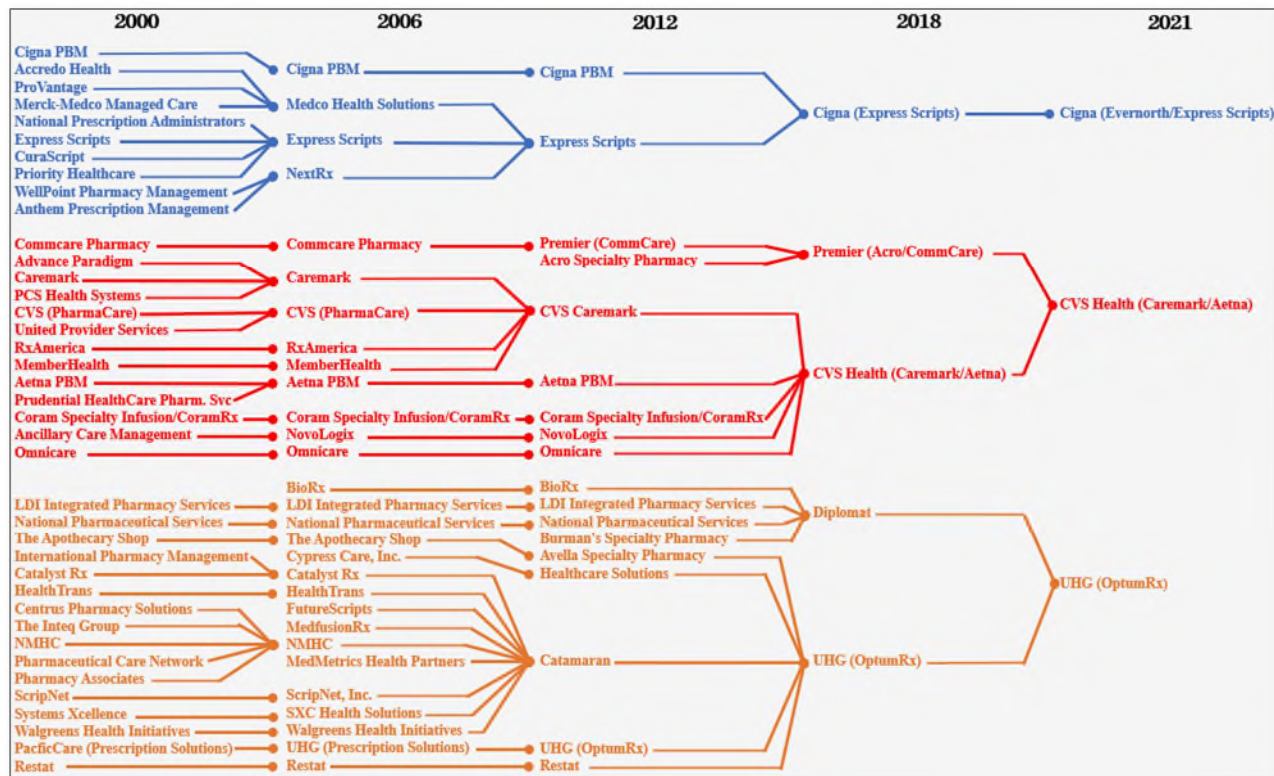 2000 2006 2012 2018 2021
Cigna PBM
Accredo Health Cigna PBM Cigna PBM
ProVantage
Merck-Medco Managed Care Medco Health Solutions
National Prescription Administrators Cigna (Express Scripts) Cigna (Evernorth/Express Scripts)
Express Scripts Express Scripts Express Scripts
CuraScript
Priority Healthcare NextRx
WellPoint Pharmacy Management
Anthem Prescription Management
Commcare Pharmacy Commcare Pharmacy Premier (CommCare) Premier (Acro/CommCare)
Advance Paradigm Acro Specialty Pharmacy
Caremark Caremark
PCS Health Systems
CVS (PharmaCare) CVS (PharmaCare) CVS Caremark CVS Health (Caremark/Aetna)
United Provider Services
RxAmerica RxAmerica
MemberHealth MemberHealth CVS Health (Caremark/Aetna)
Aetna PBM Aetna PBM Aetna PBM
Prudential HealthCare Pharm. Svc
Coram Specialty Infusion/CoramRx Coram Specialty Infusion/CoramRx Coram Specialty Infusion/CoramRx
Ancillary Care Management NovoLogix NovoLogix
Omnicare Omnicare Omnicare
BioRx BioRx
LDI Integrated Pharmacy Services LDI Integrated Pharmacy Services LDI Integrated Pharmacy Services
National Pharmaceutical Services National Pharmaceutical Services National Pharmaceutical Services Diplomat
The Apothecary Shop The Apothecary Shop Burman's Specialty Pharmacy
International Pharmacy Management Cypress Care, Inc. Avella Specialty Pharmacy
Catalyst Rx Catalyst Rx Healthcare Solutions
HealthTrans HealthTrans UHG (OptumRx)
Centrus Pharmacy Solutions FutureScripts
The Inteq Group MedfusionRx
NMHC NMHC
Pharmaceutical Care Network MedMetrics Health Partners Catamaran UHG (OptumRx)
Pharmacy Associates
ScripNet ScripNet, Inc.
Systems Xcellence SXC Health Solutions
Walgreens Health Initiatives Walgreens Health Initiatives
PacficCare (Prescription Solutions) UHG (Prescription Solutions) UHG (OptumRx)
Restat Restat Restat